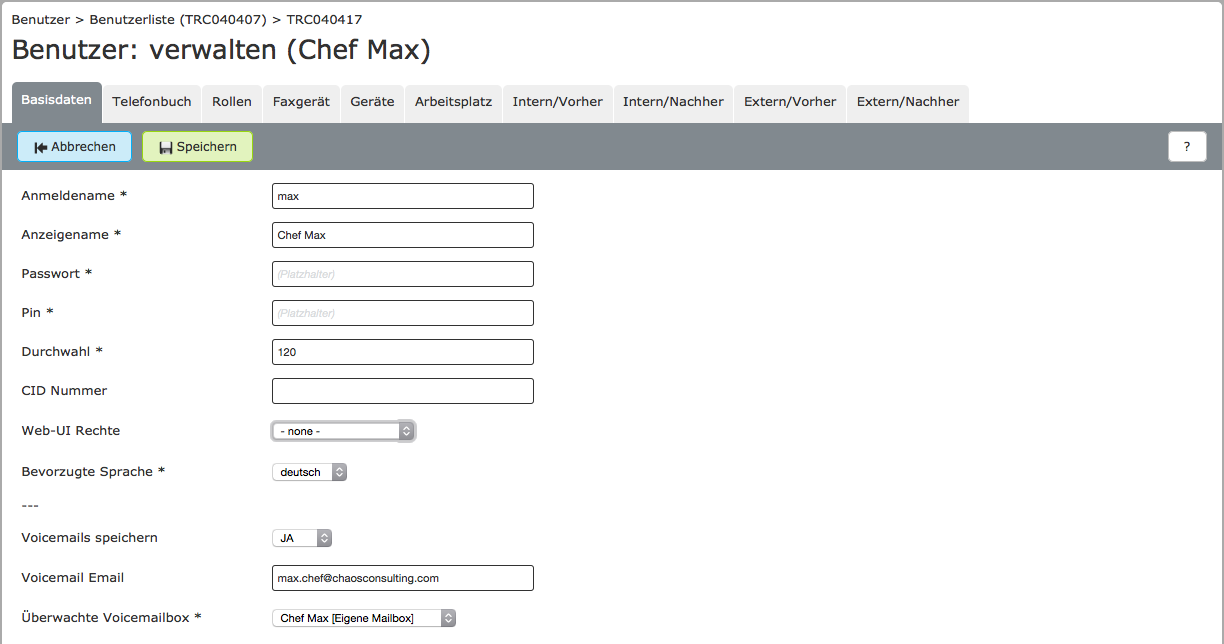 Benutzer > Benutzerliste (TRC040407) > TRC040417
Benutzer: verwalten (Chef Max)
Basisdaten Telefonbuch Rollen Faxgerät Geräte Arbeitsplatz Intern/Vorher Intern/Nachher Extern/Vorher Extern/Nachher
Abbrechen Speichern ?
Anmeldename * max
Anzeigename * Chef Max
Passwort * (Platzhalter)
Pin * (Platzhalter)
Durchwahl * 120
CID Nummer
Web-UI Rechte - none -
Bevorzugte Sprache * deutsch
---
Voicemails speichern JA
Voicemail Email max.chef@chaosconsulting.com
Überwachte Voicemailbox * Chef Max [Eigene Mailbox]